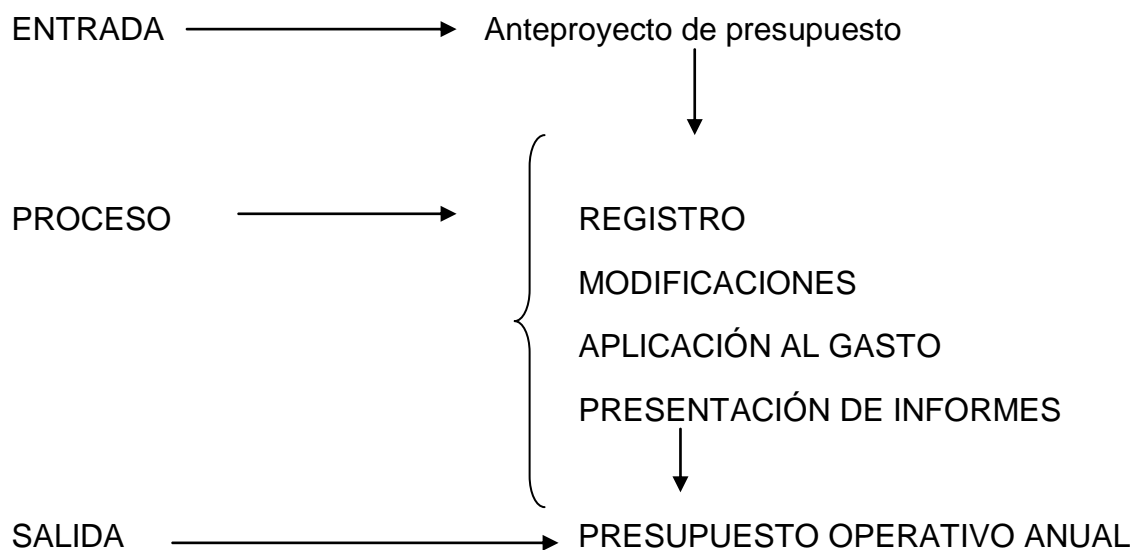 ENTRADA Anteproyecto de presupuesto
PROCESO REGISTRO
MODIFICACIONES
APLICACIÓN AL GASTO
PRESENTACIÓN DE INFORMES
SALIDA PRESUPUESTO OPERATIVO ANUAL